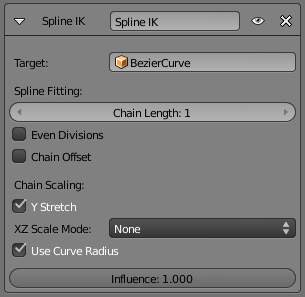 Spline IK Spline IK
Target: BezierCurve
Spline Fitting:
Chain Length: 1
Even Divisions
Chain Offset
Chain Scaling:
Y Stretch
XZ Scale Mode: None
Use Curve Radius
Influence: 1.000